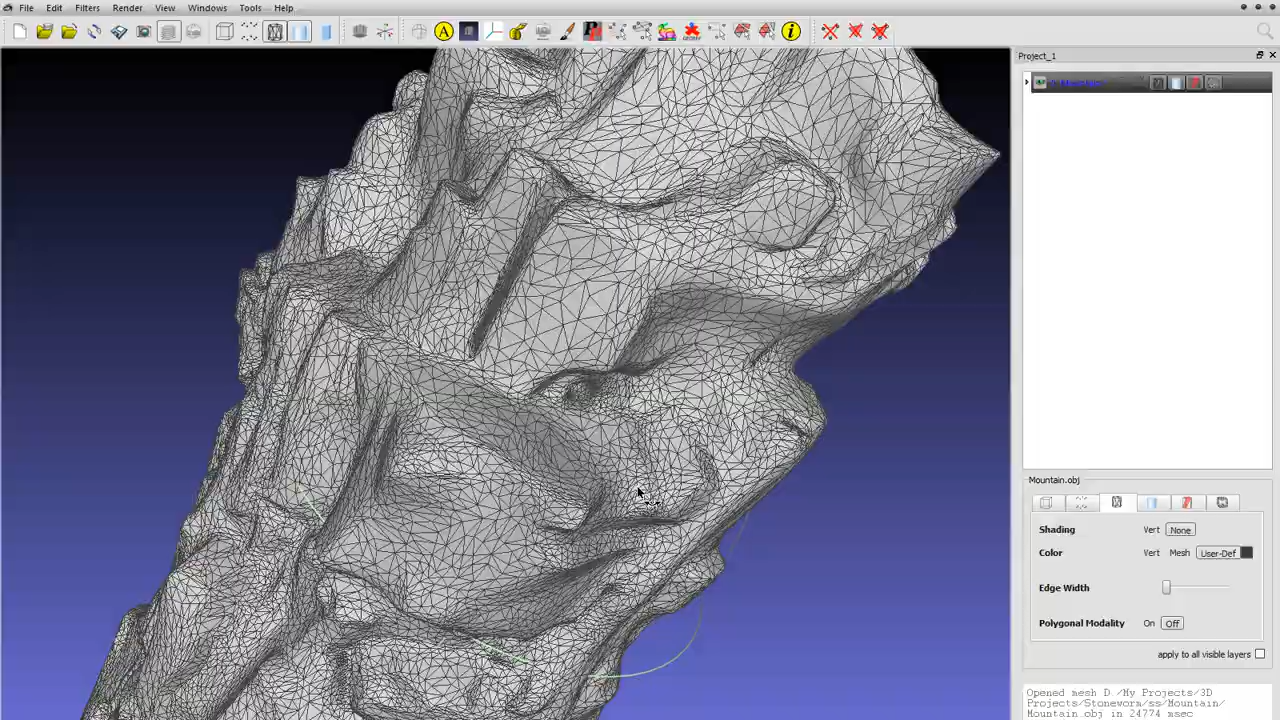 File Edit Filters Render View Windows Tools Help
Project_1
Mountain.obj
Shading Vert None
Color Vert Mesh User-Def
Edge Width
Polygonal Modality On Off
apply to all visible layers
Opened mesh D /My Projects/3D
Projects/Stoneworm/ss/Mountain/
Mountain.obj in 24774 msec